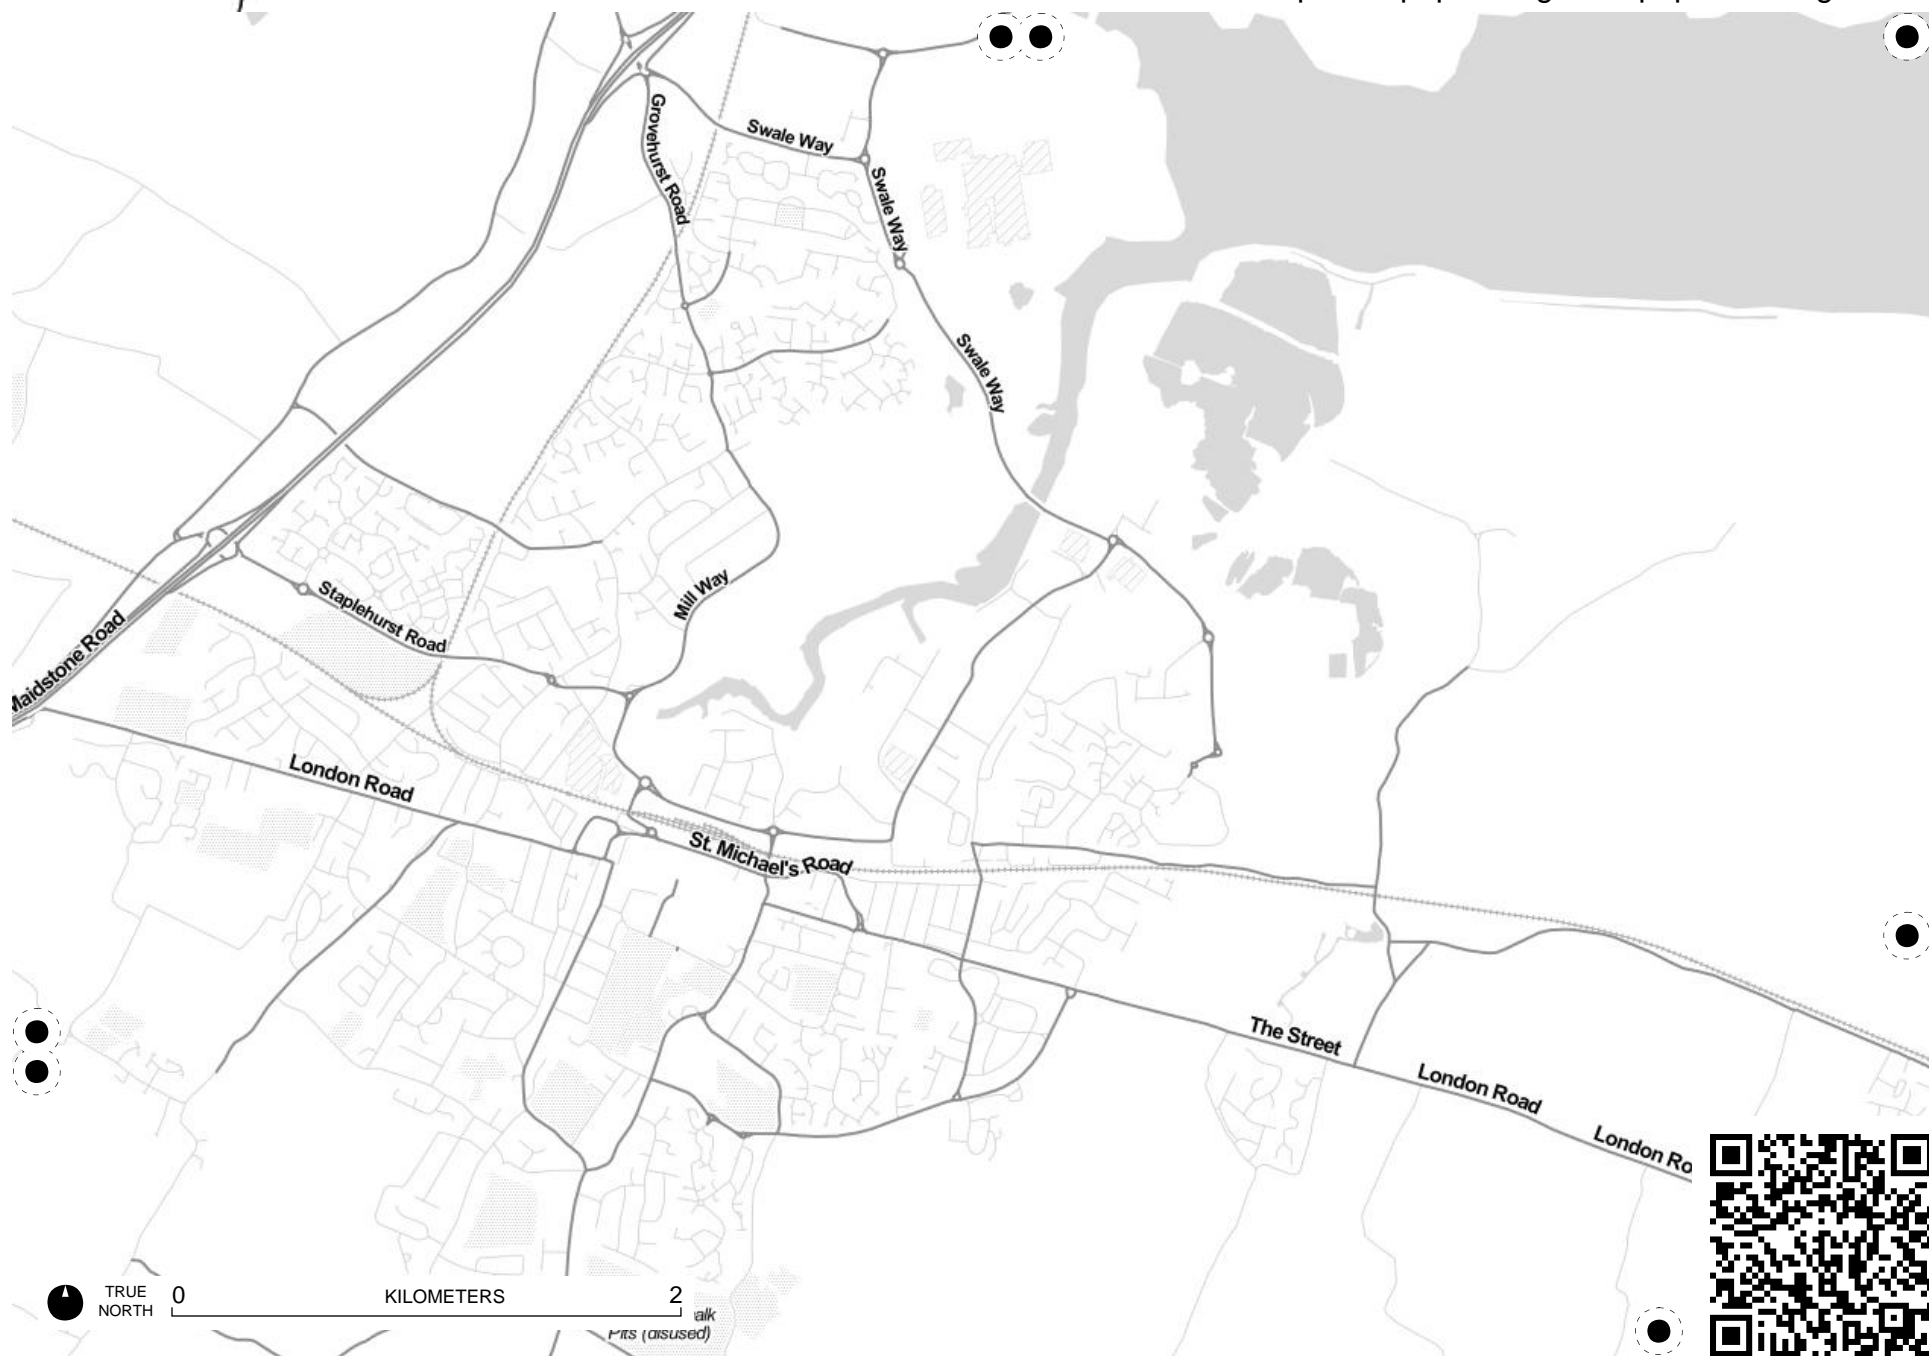 Swale Way
Grovehurst Road
Swale Way
Swale Way
Mill Way
Staplehurst Road
Maidstone Road
London Road
St. Michael's Road
The Street
London Road
London Ro
TRUE
NORTH
0
KILOMETERS
2
alk
Pits (disused)